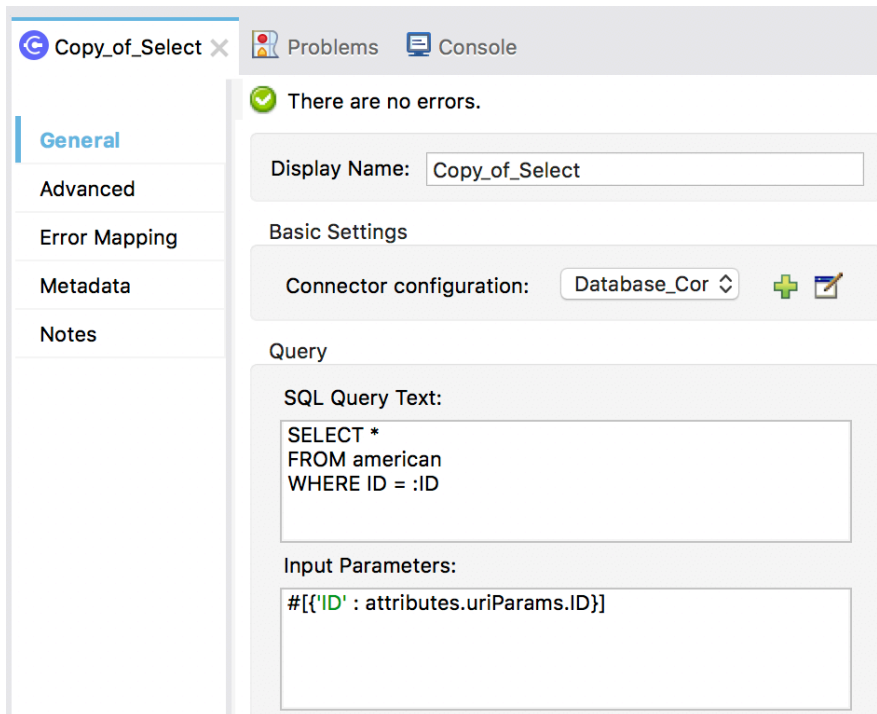 Copy_of_Select Problems Console
There are no errors.
General
Advanced
Error Mapping
Metadata
Notes
Display Name: Copy_of_Select
Basic Settings
Connector configuration: Database_Cor
Query
SQL Query Text:
SELECT *
FROM american
WHERE ID = :ID
Input Parameters:
#[{'ID' : attributes.uriParams.ID}]